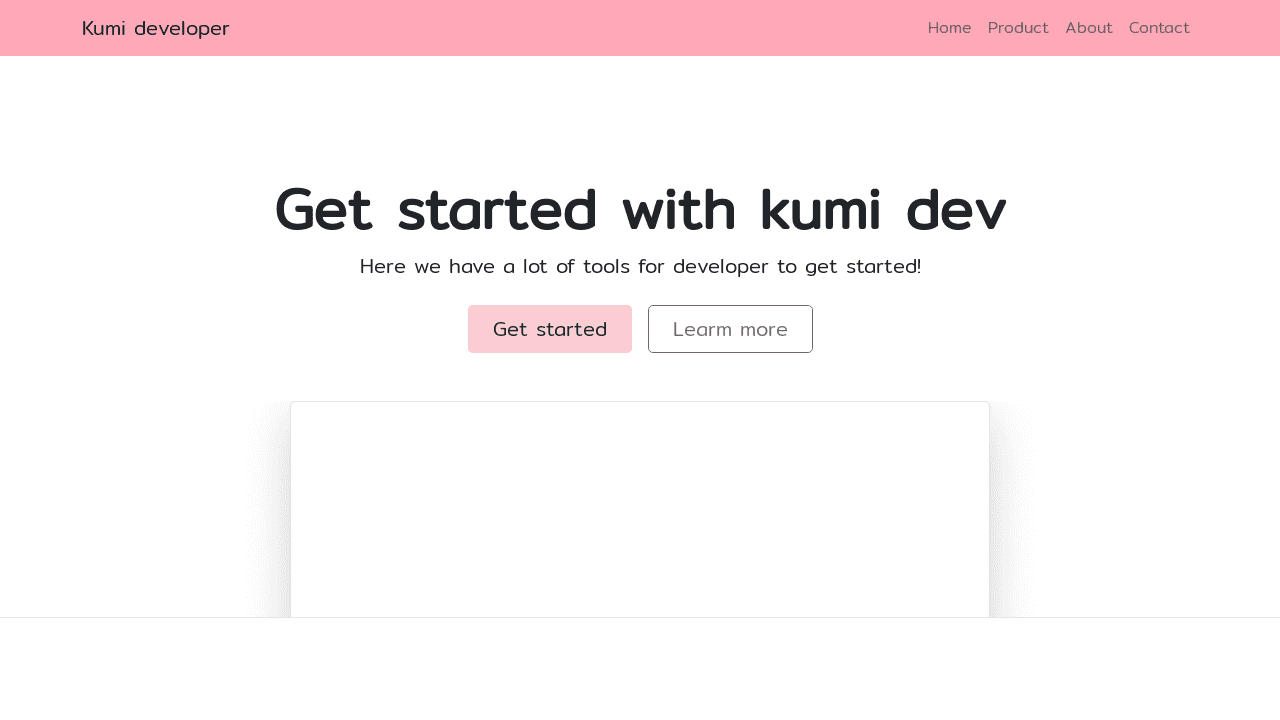 Kumi developer
Home Product About Contact
Get started with kumi dev
Here we have a lot of tools for developer to get started!
Get started
Learm more